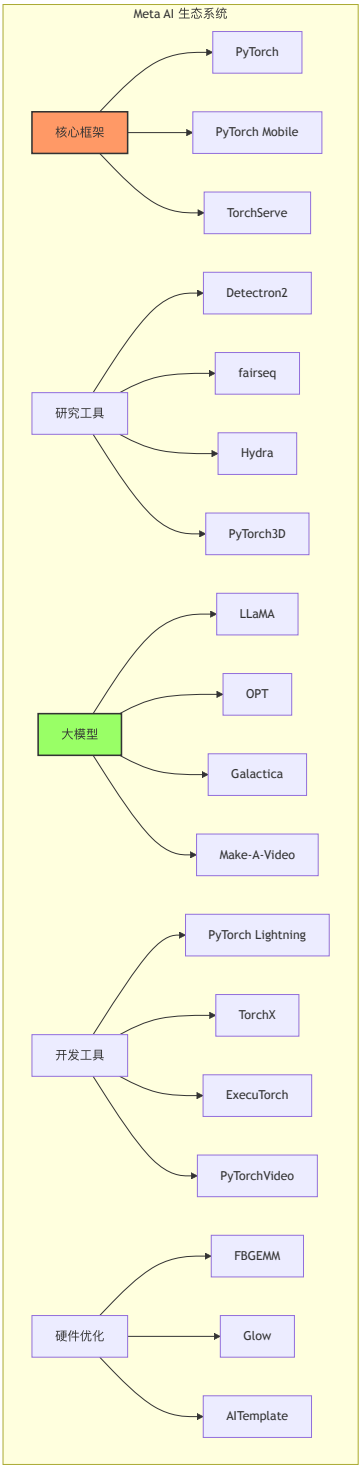 Meta AI 生态系统
PyTorch
核心框架
PyTorch Mobile
TorchServe
Detectron2
fairseq
研究工具
Hydra
PyTorch3D
LLaMA
OPT
大模型
Galactica
Make-A-Video
PyTorch Lightning
TorchX
开发工具
ExecuTorch
PyTorchVideo
FBGEMM
硬件优化
Glow
AITemplate